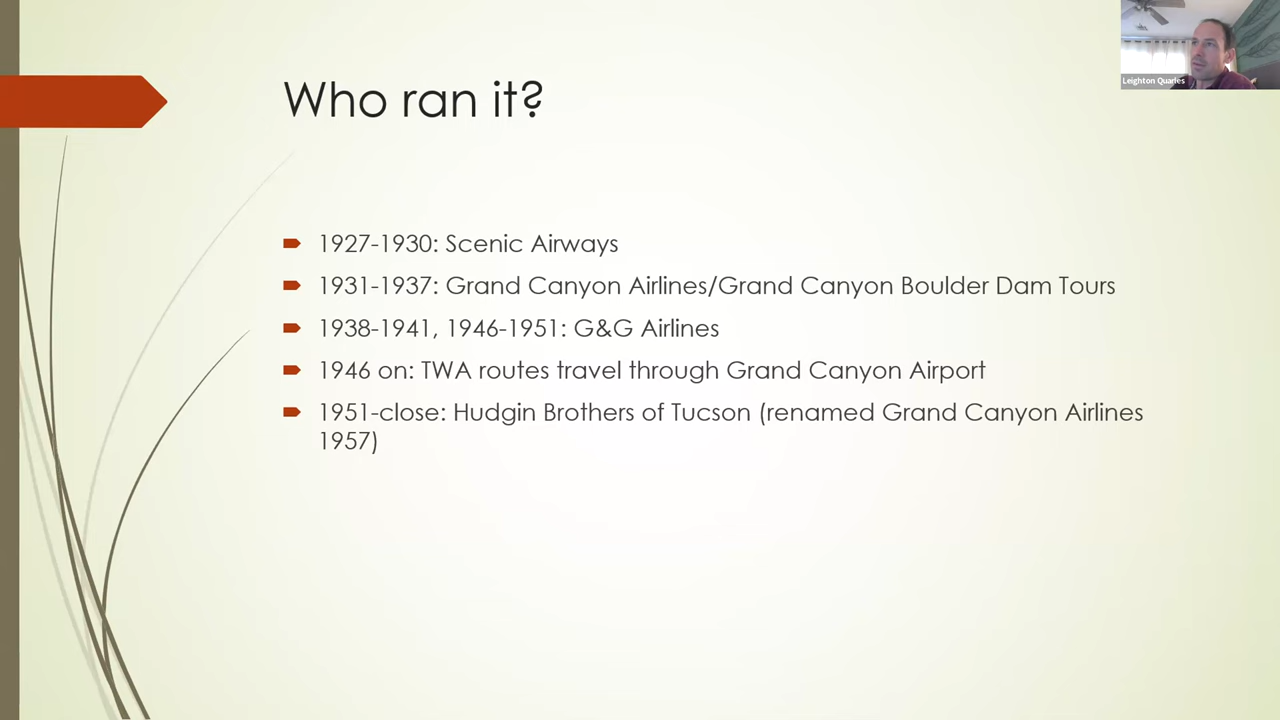 Leighton Quarles
Who ran it?
1927-1930: Scenic Airways
1931-1937: Grand Canyon Airlines/Grand Canyon Boulder Dam Tours
1938-1941, 1946-1951: G&G Airlines
1946 on: TWA routes travel through Grand Canyon Airport
1951-close: Hudgin Brothers of Tucson (renamed Grand Canyon Airlines
1957)